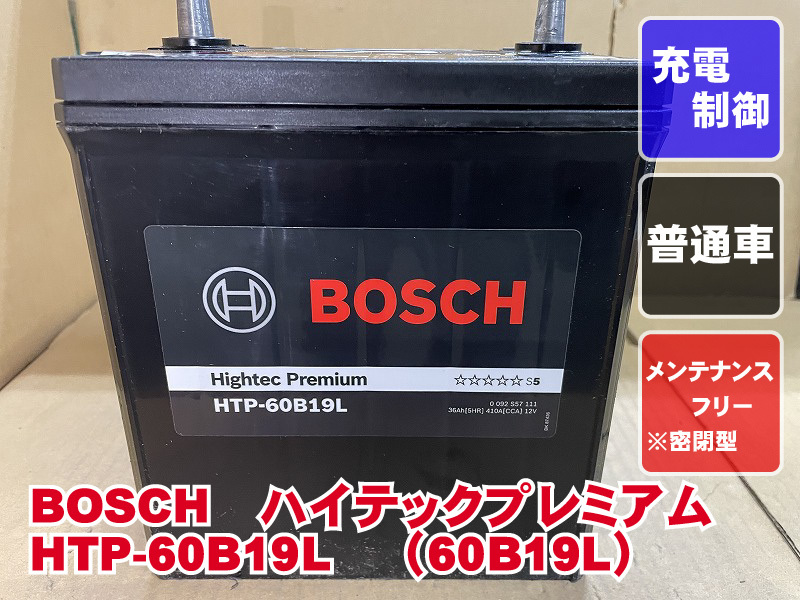 充電
制御
普通車
メンテナンス
フリー
※密閉型
BOSCH
Hightec Premium
☆☆☆☆☆ S5
HTP-60B19L
0 092 S57 111
36Ah[5HR] 410A[CCA] 12V
BOSCH ハイテックプレミアム
HTP-60B19L (60B19L)